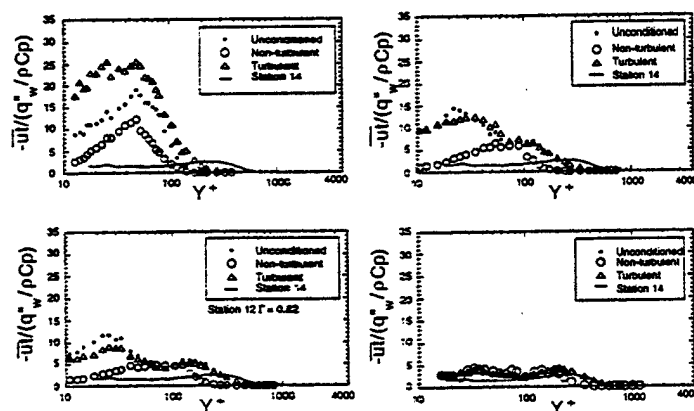 35
30
25
20
15
10
5
0
-ut/(q"w/ρCp)
Unconditioned
Non-turbulent
Turbulent
Station 14
10 100 1000 4000
Y+
35
30
25
20
15
10
5
0
-ut/(q"w/ρCp)
Unconditioned
Non-turbulent
Turbulent
Station 14
10 100 1000 4000
Y+
35
30
25
20
15
10
5
0
-ut/(q"w/ρCp)
Unconditioned
Non-turbulent
Turbulent
Station 14
Station 12 Γ = 0.82
10 100 1000 4000
Y+
35
30
25
20
15
10
5
0
-ut/(q"w/ρCp)
Unconditioned
Non-turbulent
Turbulent
Station 14
10 100 1000 4000
Y+